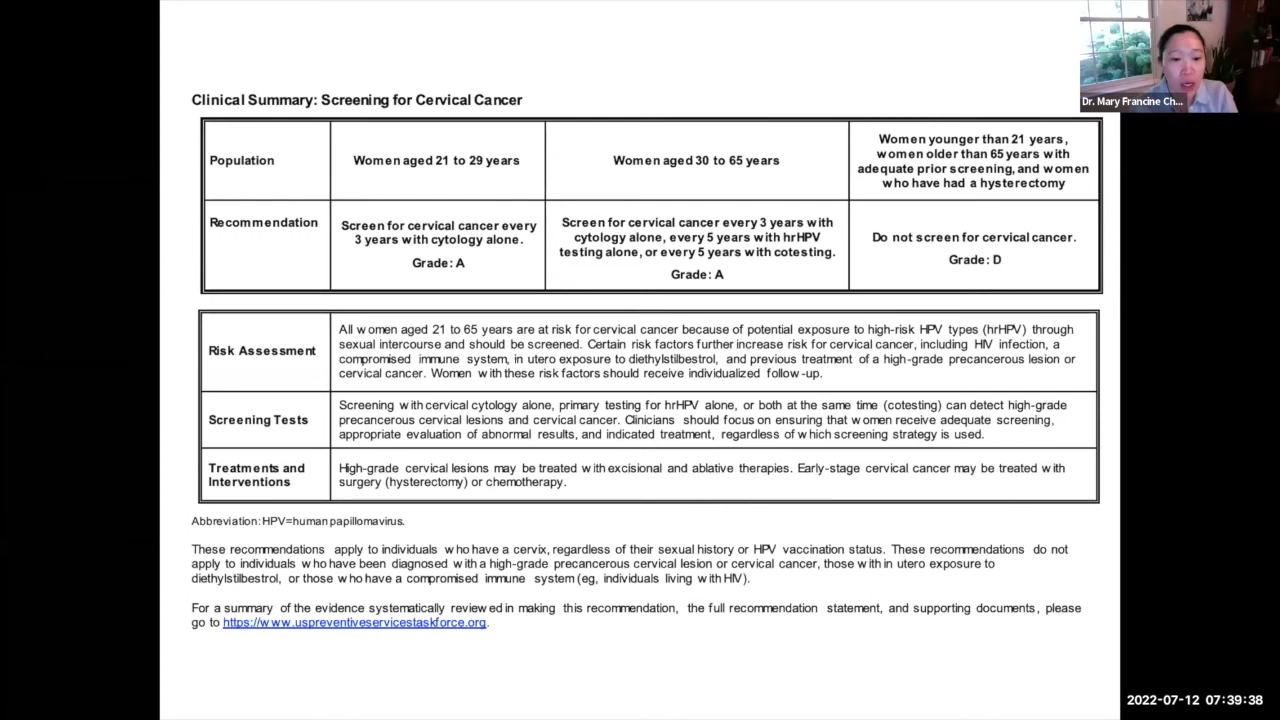 Clinical Summary: Screening for Cervical Cancer
Dr. Mary Francine Ch...
Population
Women aged 21 to 29 years
Women aged 30 to 65 years
Women younger than 21 years,
women older than 65 years with
adequate prior screening, and women
who have had a hysterectomy
Recommendation
Screen for cervical cancer every
3 years with cytology alone.
Grade: A
Screen for cervical cancer every 3 years with
cytology alone, every 5 years with hrHPV
testing alone, or every 5 years with cotesting.
Grade: A
Do not screen for cervical cancer.
Grade: D
Risk Assessment
All women aged 21 to 65 years are at risk for cervical cancer because of potential exposure to high-risk HPV types (hrHPV) through
sexual intercourse and should be screened. Certain risk factors further increase risk for cervical cancer, including HIV infection, a
compromised immune system, in utero exposure to diethylstilbestrol, and previous treatment of a high-grade precancerous lesion or
cervical cancer. Women with these risk factors should receive individualized follow-up.
Screening Tests
Screening with cervical cytology alone, primary testing for hrHPV alone, or both at the same time (cotesting) can detect high-grade
precancerous cervical lesions and cervical cancer. Clinicians should focus on ensuring that women receive adequate screening,
appropriate evaluation of abnormal results, and indicated treatment, regardless of which screening strategy is used.
Treatments and
Interventions
High-grade cervical lesions may be treated with excisional and ablative therapies. Early-stage cervical cancer may be treated with
surgery (hysterectomy) or chemotherapy.
Abbreviation: HPV=human papillomavirus.
These recommendations apply to individuals who have a cervix, regardless of their sexual history or HPV vaccination status. These recommendations do not
apply to individuals who have been diagnosed with a high-grade precancerous cervical lesion or cervical cancer, those with in utero exposure to
diethylstilbestrol, or those who have a compromised immune system (eg, individuals living with HIV).
For a summary of the evidence systematically reviewed in making this recommendation, the full recommendation statement, and supporting documents, please
go to https://www.uspreventiveservicestaskforce.org.
2022-07-12 07:39:38